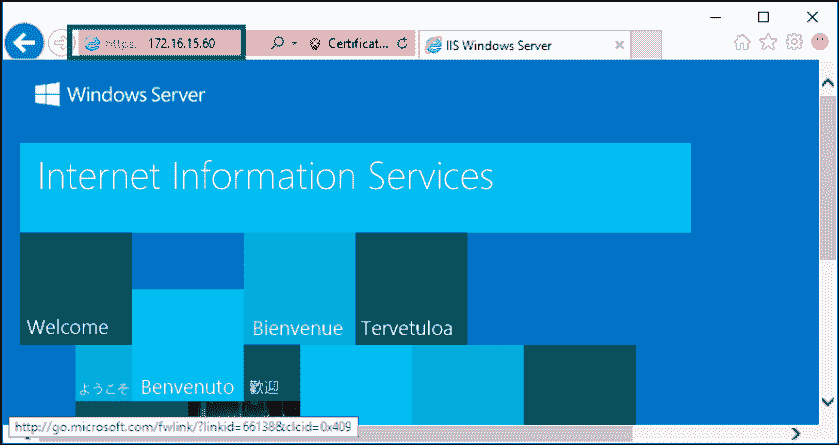 https: 172.16.15.60
Certificat...
IIS Windows Server
Windows Server
Internet Information Services
Welcome
Bienvenue
Tervetuloa
ようこそ
Benvenuto
歡迎
http://go.microsoft.com/fwlink/?linkid=66138&clcid=0x409